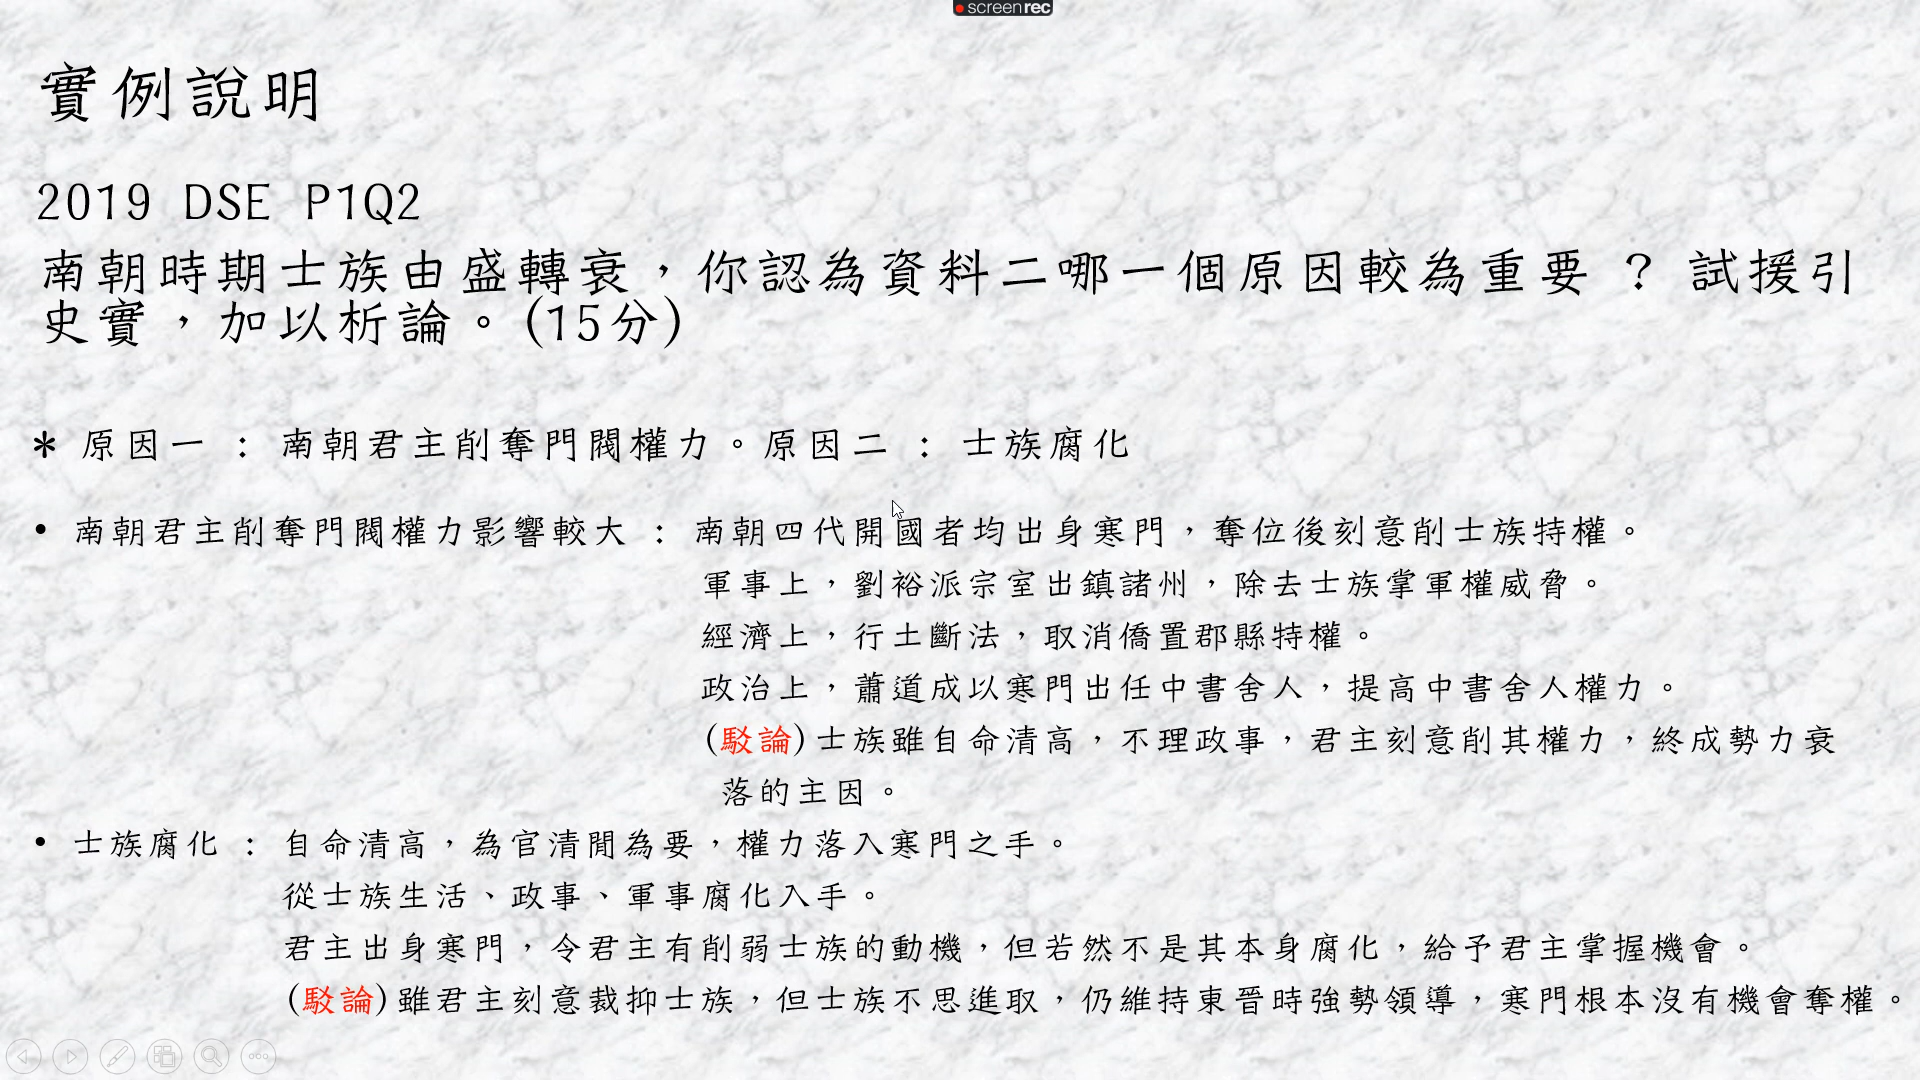 screenrec
實例說明
2019 DSE P1Q2
南朝時期士族由盛轉衰，你認為資料二哪一個原因較為重要 ? 試援引
史實，加以析論。(15分)
* 原因一 : 南朝君主削奪門閥權力。原因二 : 士族腐化
• 南朝君主削奪門閥權力影響較大 : 南朝四代開國者均出身寒門，奪位後刻意削士族特權。
軍事上，劉裕派宗室出鎮諸州，除去士族掌軍權威脅。
經濟上，行土斷法，取消僑置郡縣特權。
政治上，蕭道成以寒門出任中書舍人，提高中書舍人權力。
(駁論)士族雖自命清高，不理政事，君主刻意削其權力，終成勢力衰
落的主因。
• 士族腐化 : 自命清高，為官清閒為要，權力落入寒門之手。
從士族生活、政事、軍事腐化入手。
君主出身寒門，令君主有削弱士族的動機，但若然不是其本身腐化，給予君主掌握機會。
(駁論)雖君主刻意裁抑士族，但士族不思進取，仍維持東晉時強勢領導，寒門根本沒有機會奪權。